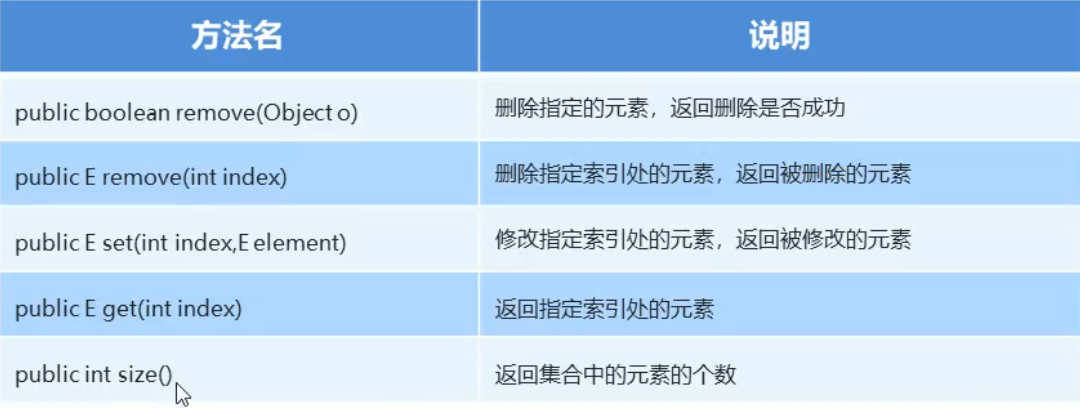 方法名 说明
public boolean remove(Object o) 删除指定的元素，返回删除是否成功
public E remove(int index) 删除指定索引处的元素，返回被删除的元素
public E set(int index,E element) 修改指定索引处的元素，返回被修改的元素
public E get(int index) 返回指定索引处的元素
public int size() 返回集合中的元素的个数